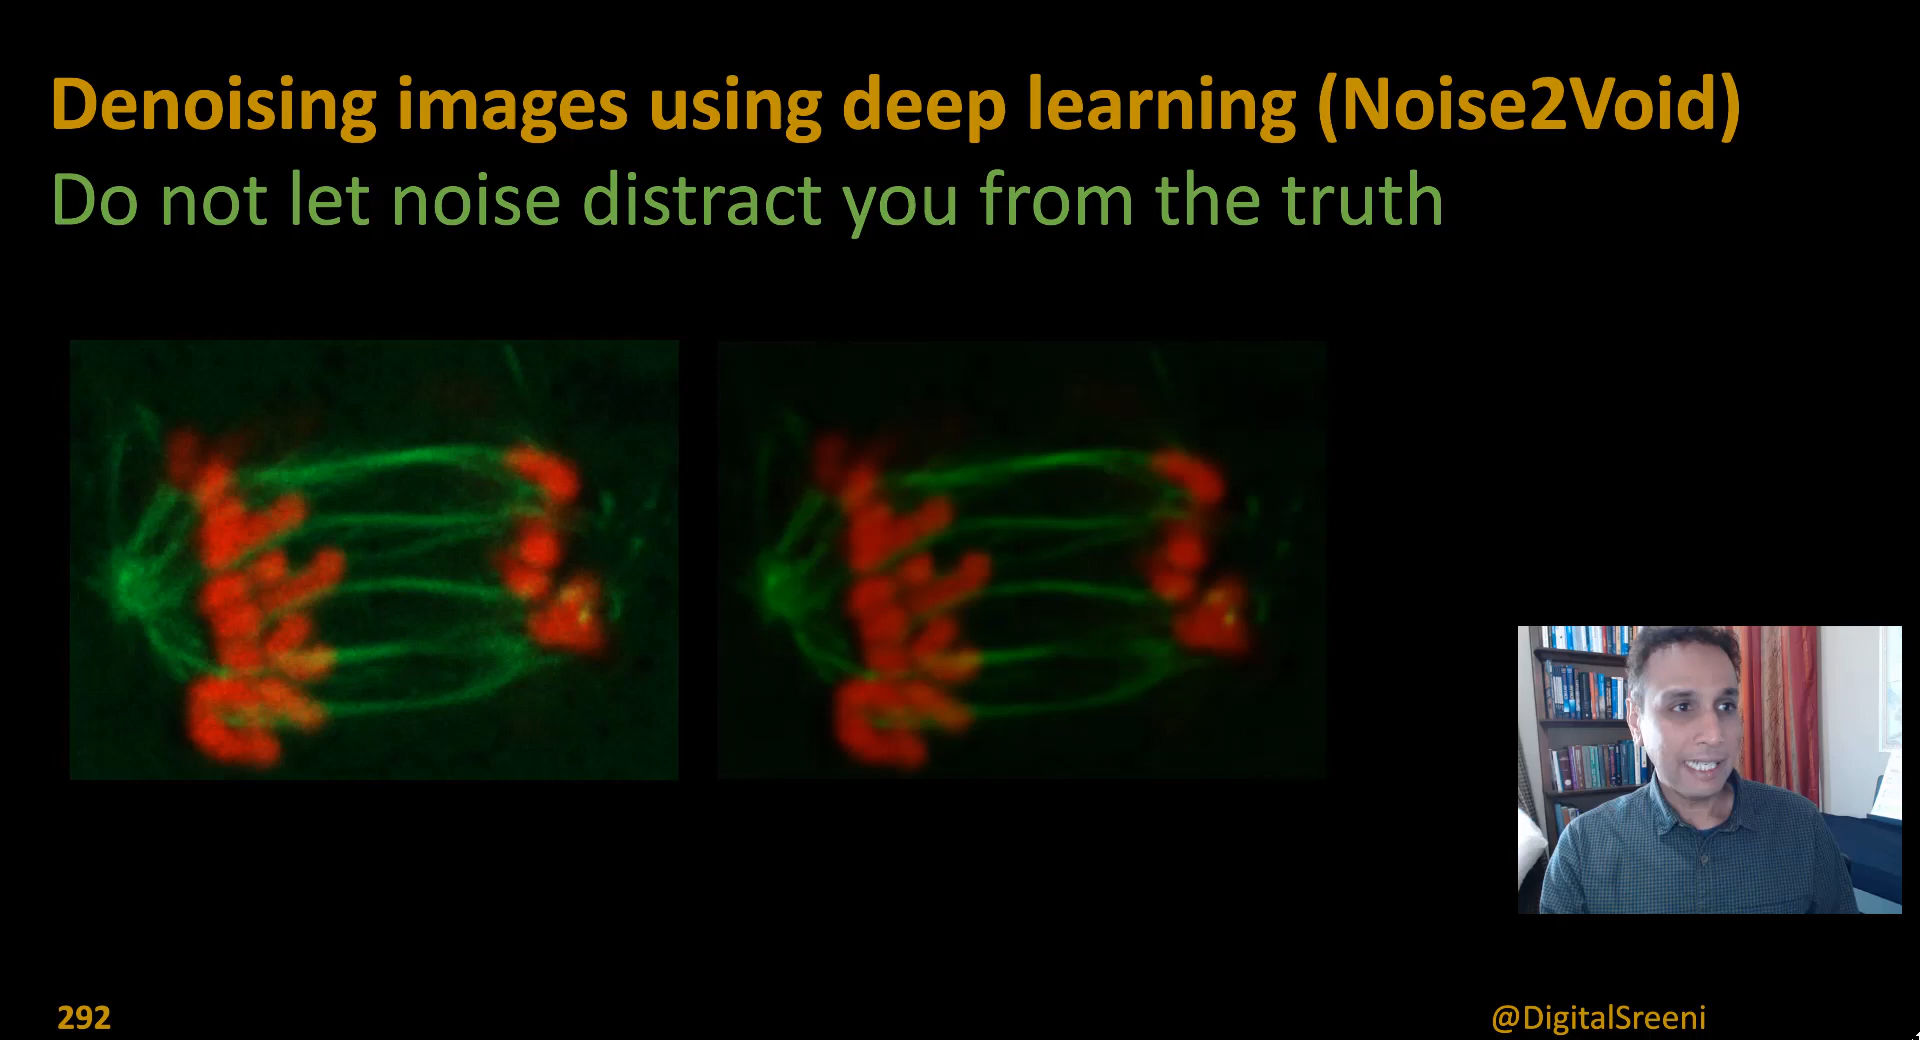 Denoising images using deep learning (Noise2Void)
Do not let noise distract you from the truth
292
@DigitalSreeni